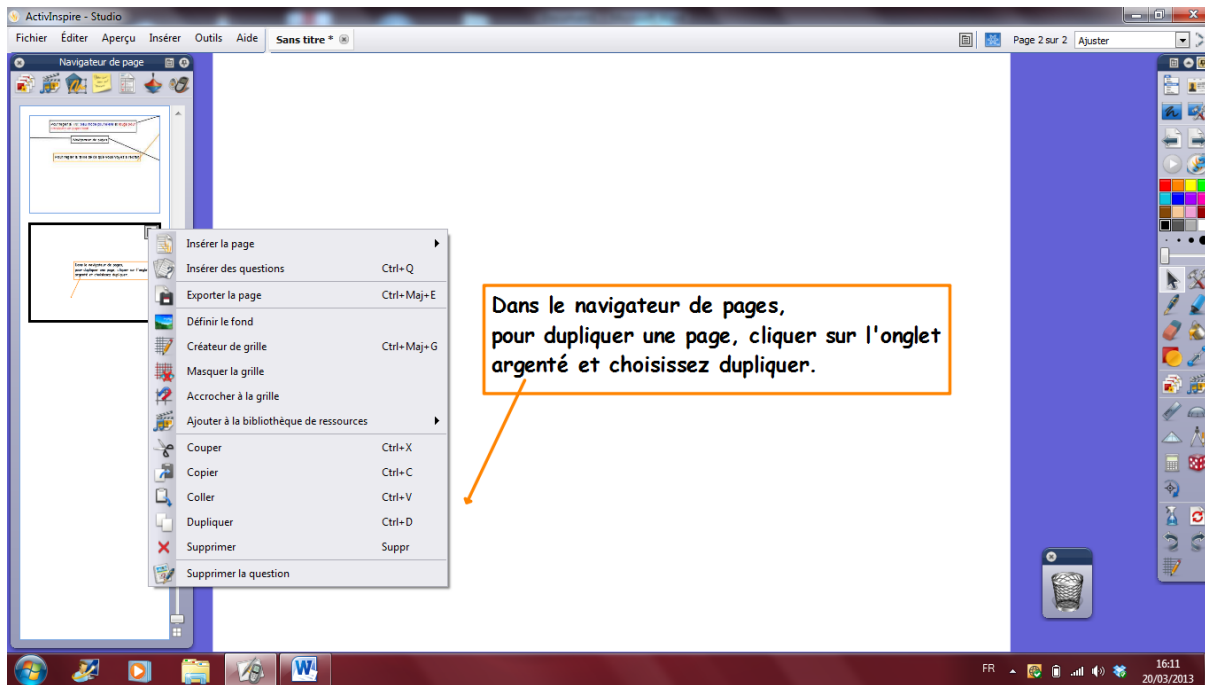 ActivInspire - Studio
Fichier Éditer Aperçu Insérer Outils Aide Sans titre * Page 2 sur 2 Ajuster
Navigateur de page
Insérer la page
Insérer des questions Ctrl+Q
Exporter la page Ctrl+Maj+E
Définir le fond
Créateur de grille Ctrl+Maj+G
Masquer la grille
Accrocher à la grille
Ajouter à la bibliothèque de ressources
Couper Ctrl+X
Copier Ctrl+C
Coller Ctrl+V
Dupliquer Ctrl+D
Supprimer Suppr
Supprimer la question
Dans le navigateur de pages,
pour dupliquer une page, cliquer sur l'onglet
argenté et choisissez dupliquer.
FR
16:11
20/03/2013